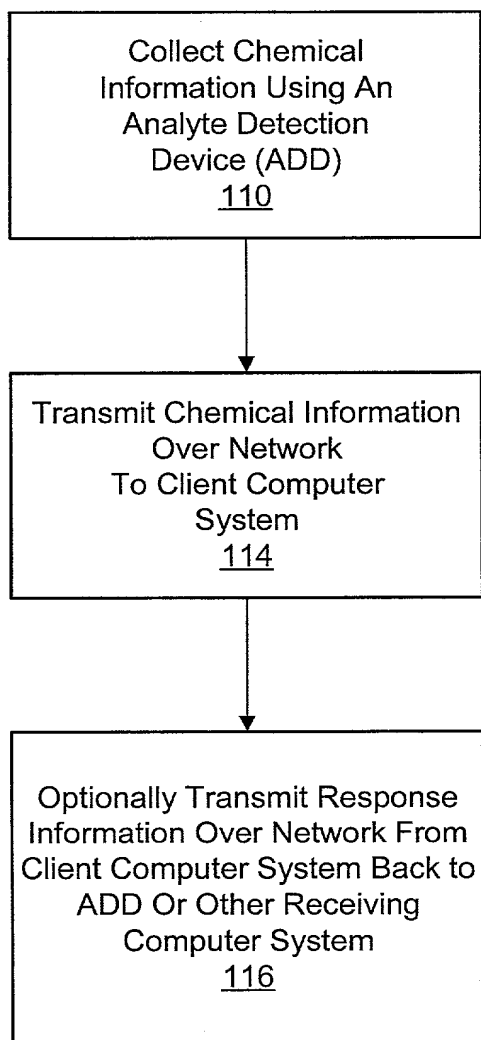 Collect Chemical
Information Using An
Analyte Detection
Device (ADD)
110
Transmit Chemical Information
Over Network
To Client Computer
System
114
Optionally Transmit Response
Information Over Network From
Client Computer System Back to
ADD Or Other Receiving
Computer System
116